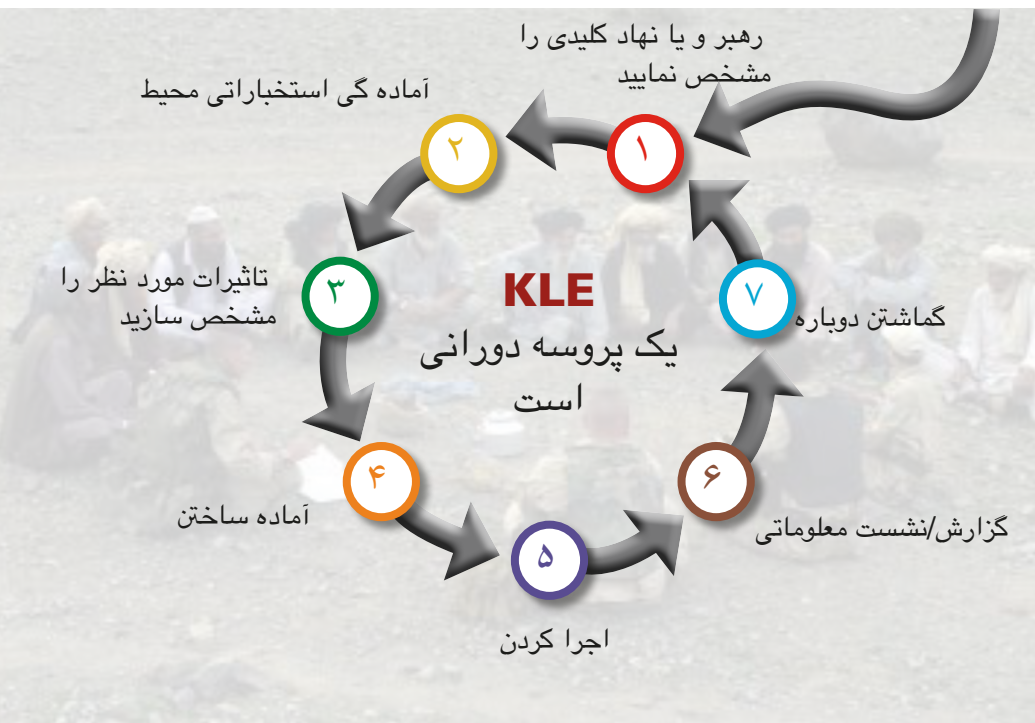 رهبر و یا نهاد کلیدی را
مشخص نمایید
۱
آماده گی استخباراتی محیط
۲
تاثیرات مورد نظر را
مشخص سازید
۳
KLE
یک پروسه دورانی
است
آماده ساختن
۴
۵
اجرا کردن
۶
گزارش/نشست معلوماتی
۷
گماشتن دوباره